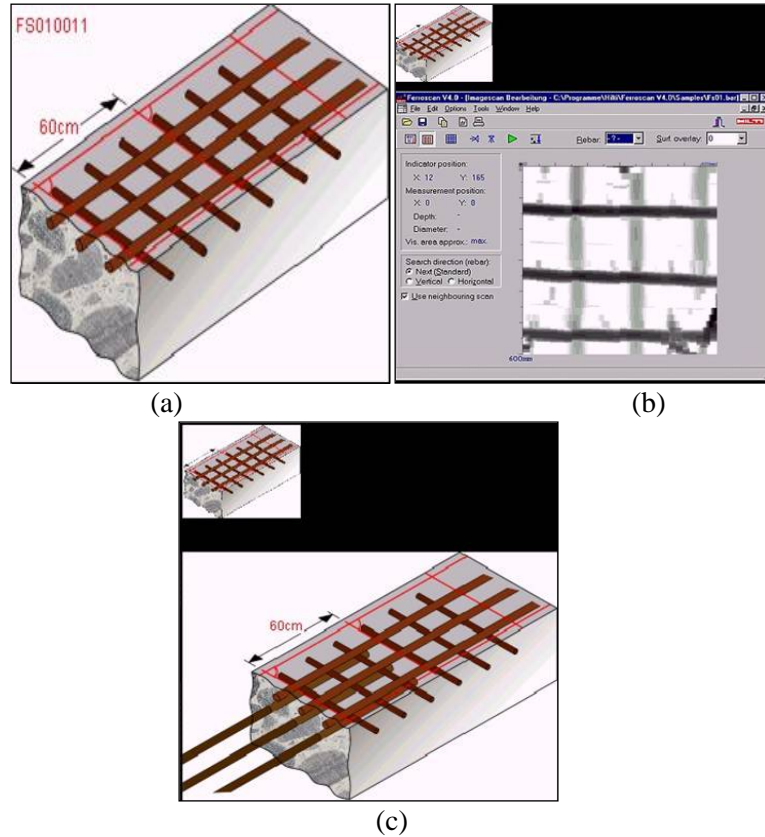 FS010011
60cm
(a)
Ferroscan V4.0 - [Imagescan Bearbeitung - C:\Programme\Hilti\Ferroscan V4.0\Samples\Fs01.bar]
File Edit Options Tools Window Help
HILTI
Rebar: -?- Surf. overlay: 0
Indicator position:
X: 12 Y: 165
Measurement position:
X: 0 Y: 0
Depth: -
Diameter: -
Vis. area approx.: max.
Search direction (rebar):
Next (Standard)
Vertical Horizontal
Use neighbouring scan
600mm
(b)
60cm
(c)